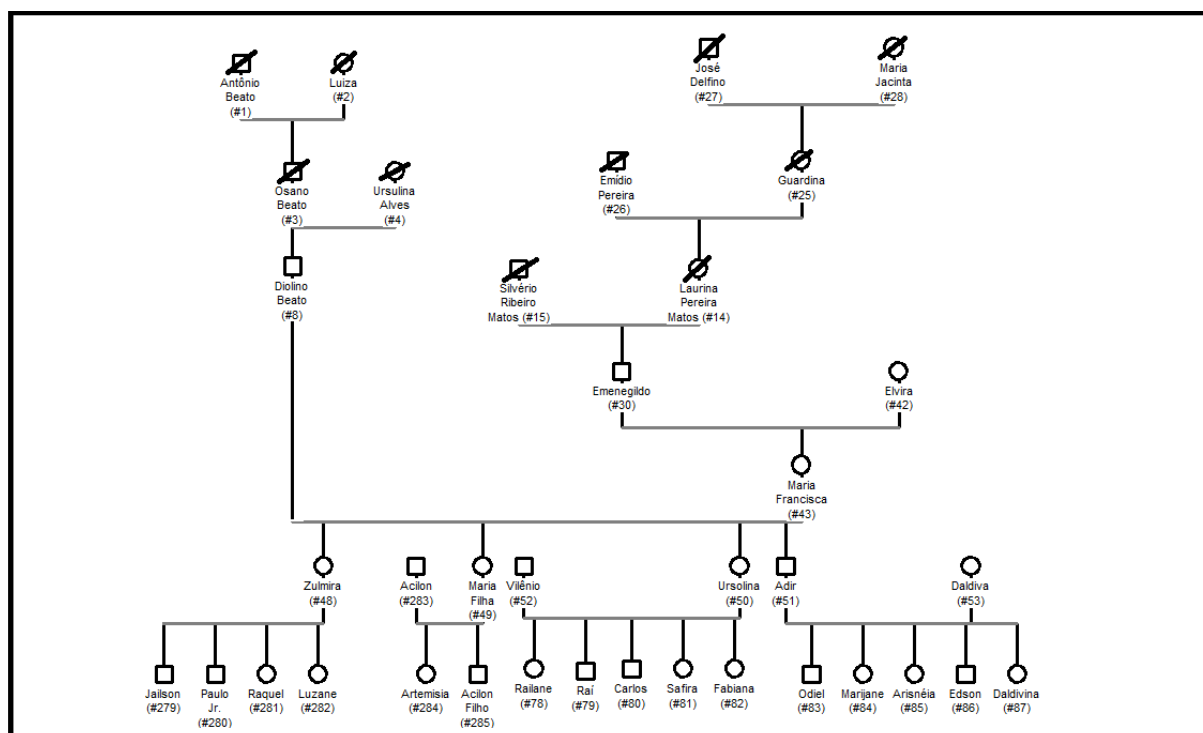 Antônio
Beato
(#1)
Luiza
(#2)
José
Delfino
(#27)
Maria
Jacinta
(#28)
Osano
Beato
(#3)
Ursulina
Alves
(#4)
Emídio
Pereira
(#26)
Guardina
(#25)
Diolino
Beato
(#8)
Silvério
Ribeiro
Matos (#15)
Laurina
Pereira
Matos (#14)
Emenegildo
(#30)
Elvira
(#42)
Maria
Francisca
(#43)
Zulmira
(#48)
Acilon
(#283)
Maria
Filha
(#49)
Vilênio
(#52)
Ursolina
(#50)
Adir
(#51)
Daldiva
(#53)
Jailson
(#279)
Paulo
Jr.
(#280)
Raquel
(#281)
Luzane
(#282)
Artemisia
(#284)
Acilon
Filho
(#285)
Railane
(#78)
Raí
(#79)
Carlos
(#80)
Safira
(#81)
Fabiana
(#82)
Odiel
(#83)
Marijane
(#84)
Arisnéia
(#85)
Edson
(#86)
Daldivina
(#87)